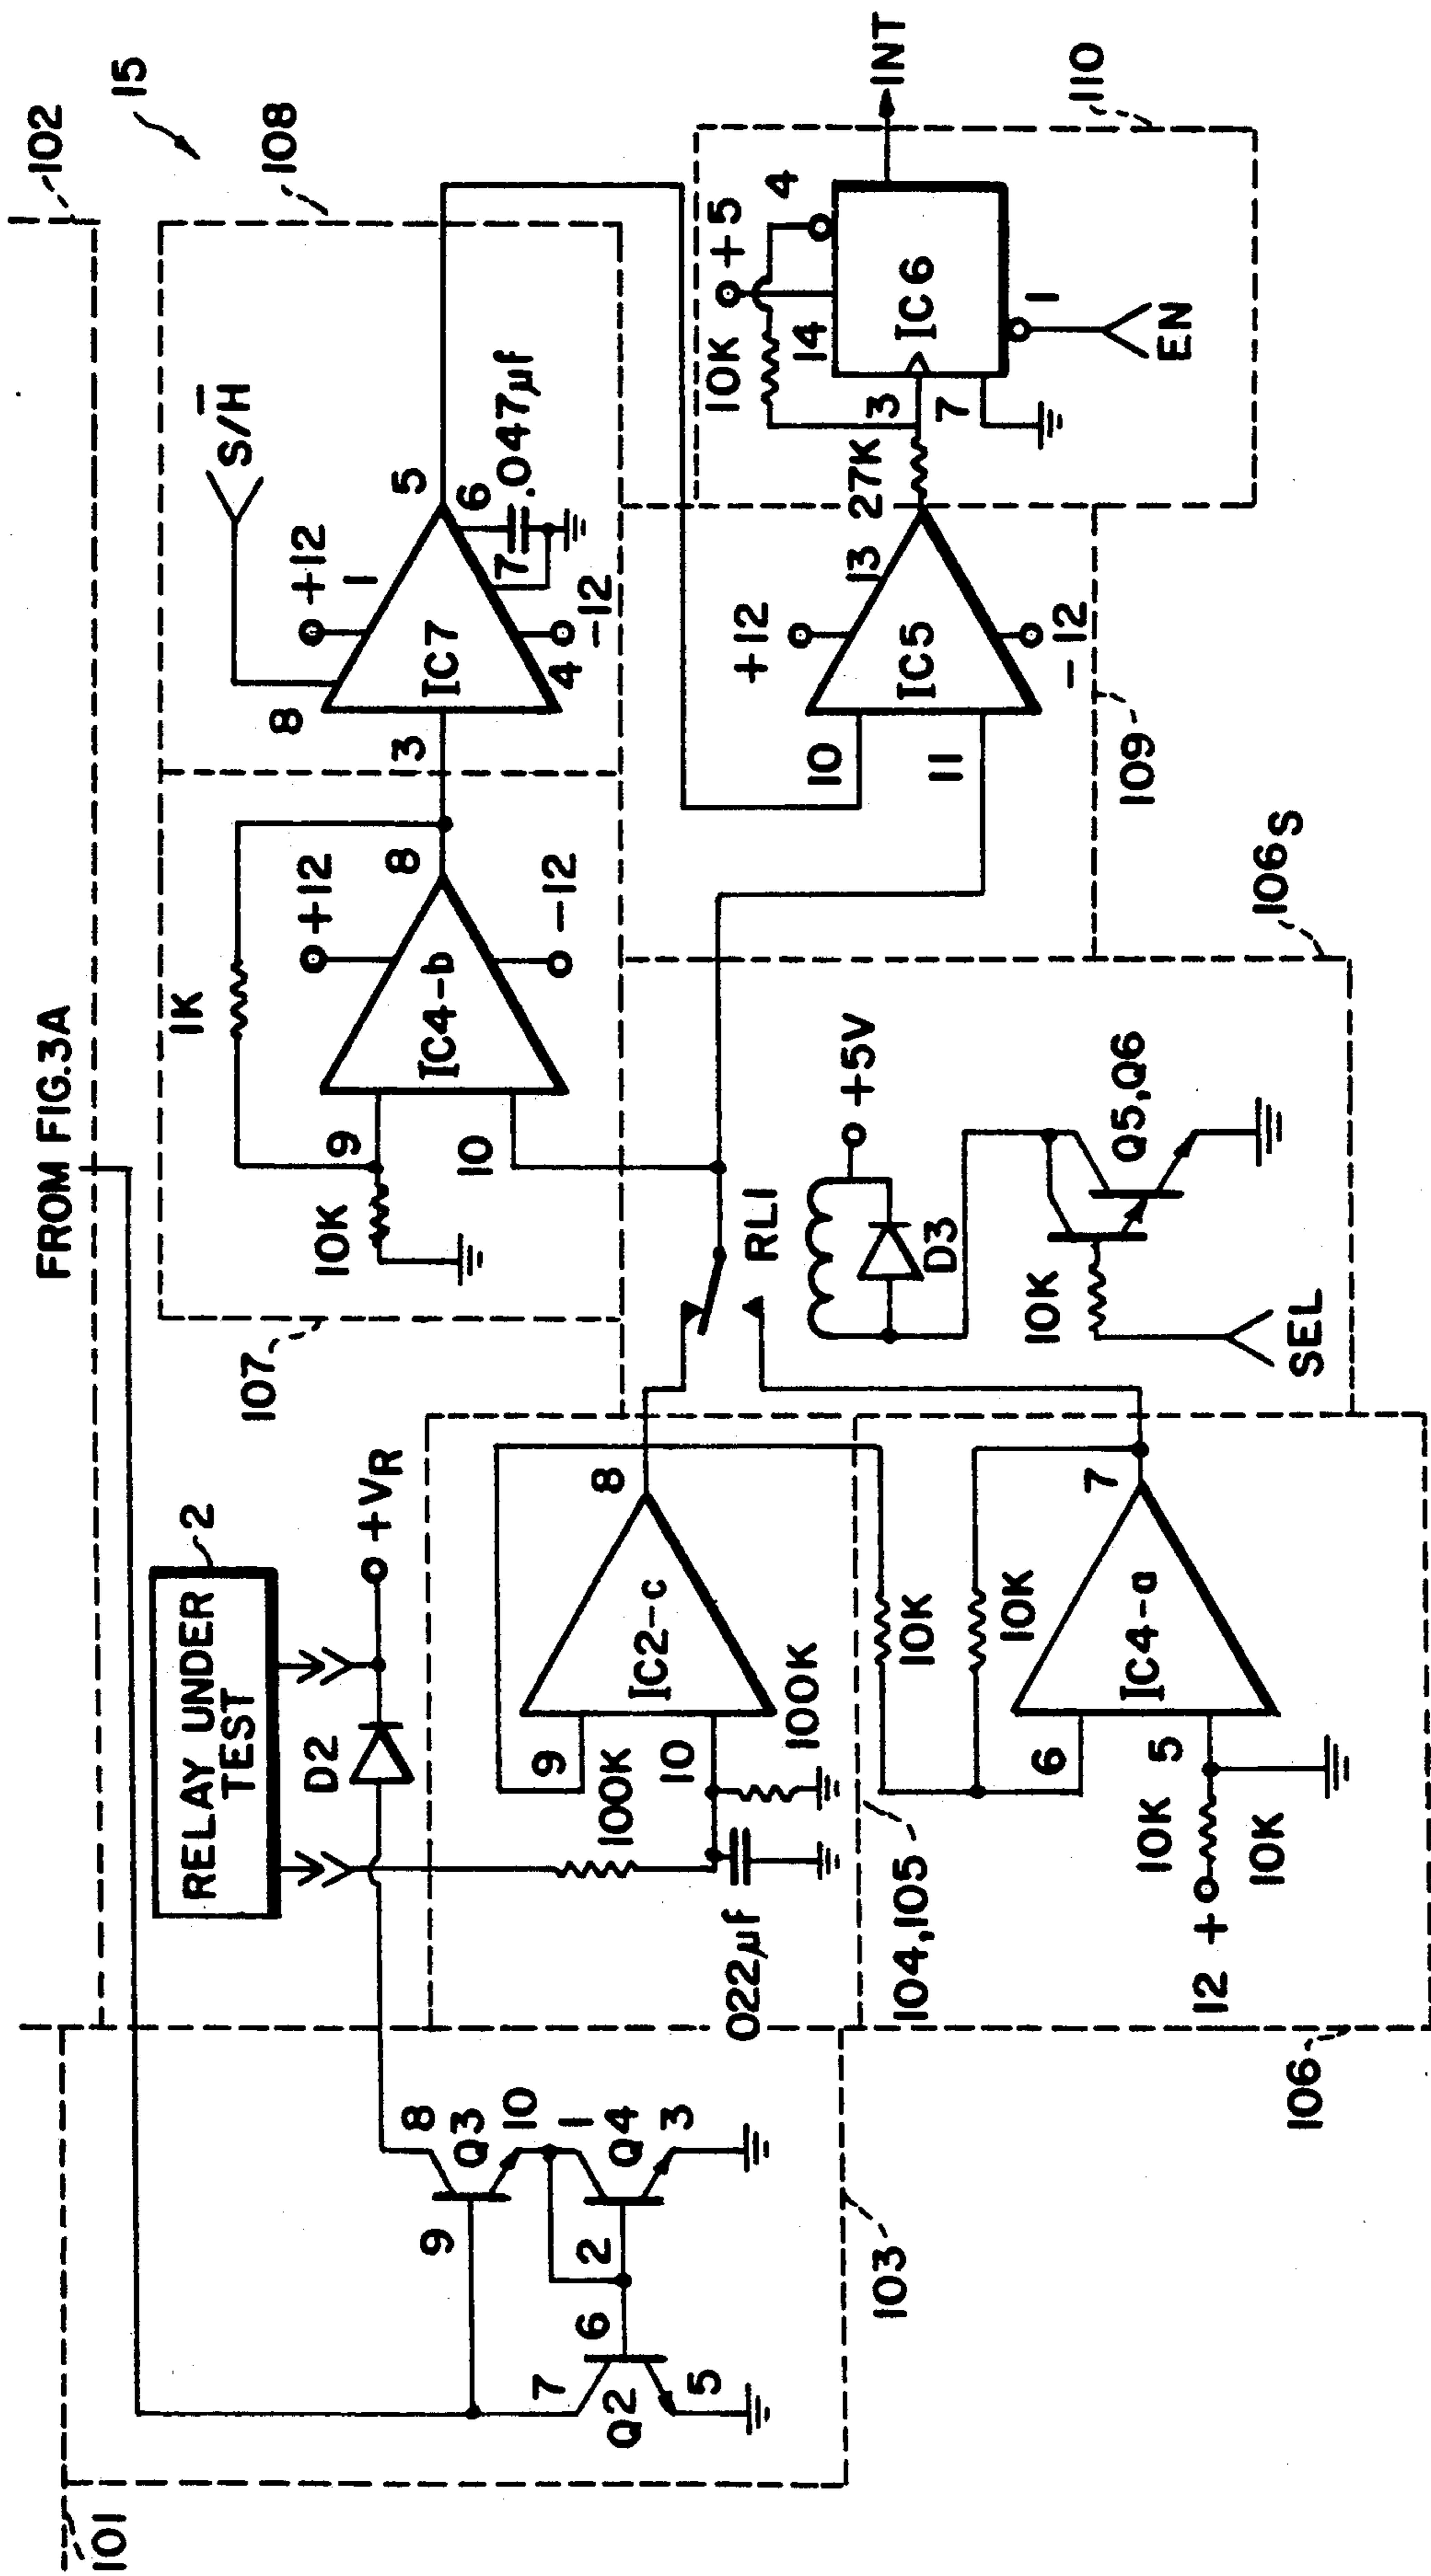 FROM FIG.3A
102
15
101
103
7
Q2
5
6
9
8
Q3
10
1
Q4
2
3
RELAY UNDER
TEST
2
D2
+VR
104,105
022µf
100K
100K
9
10
IC2-c
8
106
12 +
10K
10K
10K
10K
5
6
IC4-a
7
107
10K
1K
9
10
IC4-b
8
+12
-12
RL1
+5V
D3
10K
SEL
Q5,Q6
106S
108
3
8
IC7
+12
1
4
-12
S/H̅
5
6
7
.047µf
109
10
11
IC5
+12
-12
13
27K
110
10K
+5
14
4
3
7
IC6
1
EN
INT